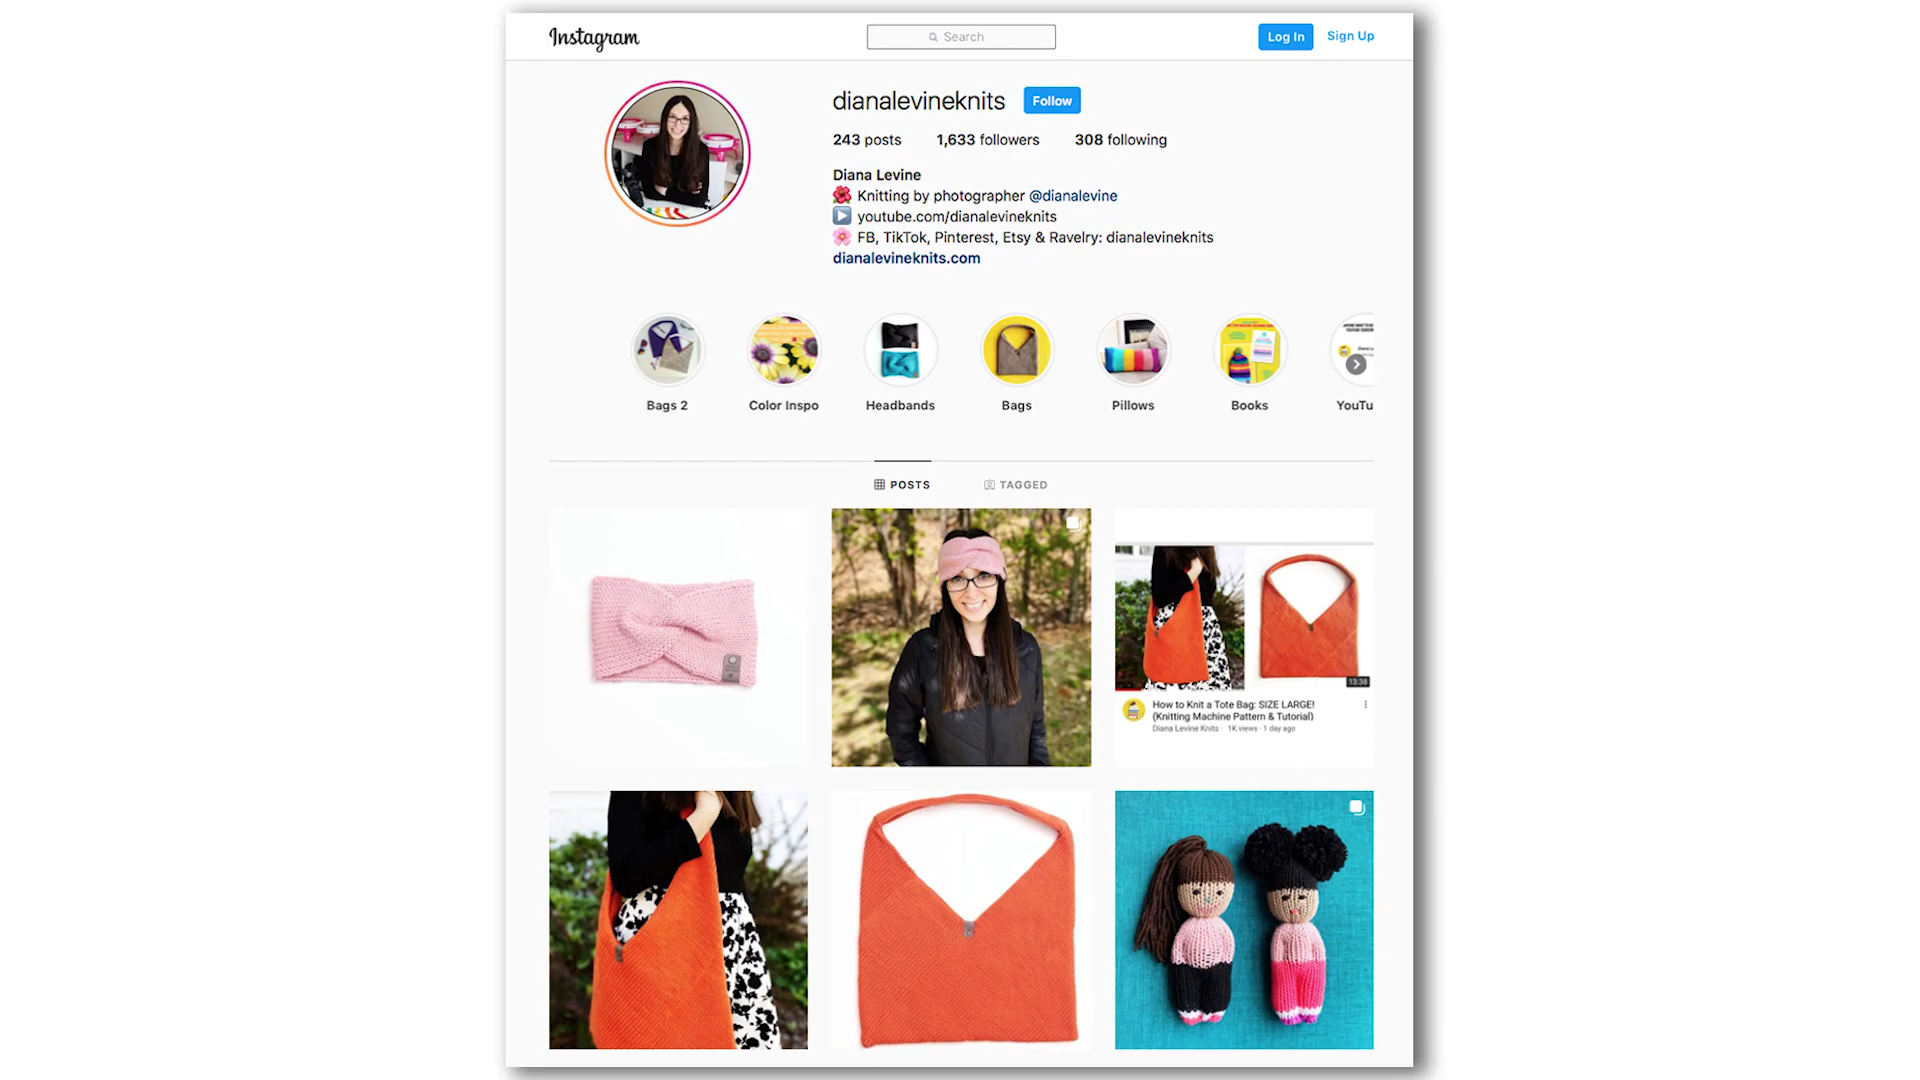 Instagram
Search
Log In
Sign Up
dianalevineknits
Follow
243 posts 1,633 followers 308 following
Diana Levine
Knitting by photographer @dianalevine
youtube.com/dianalevineknits
FB, TikTok, Pinterest, Etsy & Ravelry: dianalevineknits
dianalevineknits.com
Bags 2
Color Inspo
Headbands
Bags
Pillows
Books
YouTu
POSTS
TAGGED
13:38
How to Knit a Tote Bag: SIZE LARGE!
(Knitting Machine Pattern & Tutorial)
Diana Levine Knits · 1K views · 1 day ago